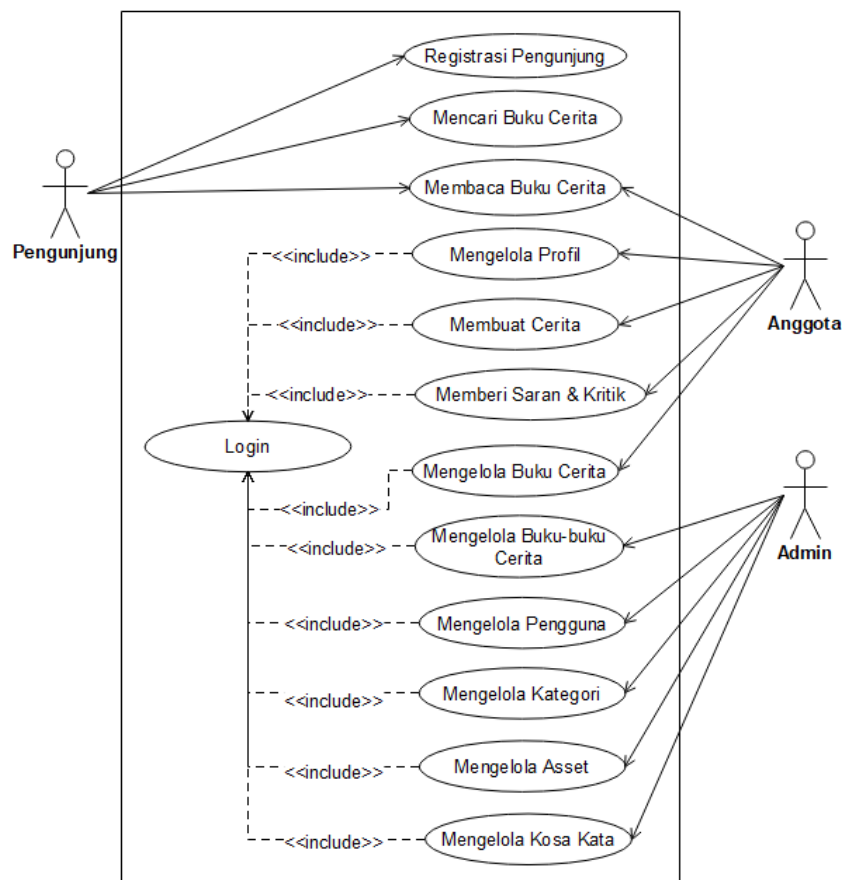 Registrasi Pengunjung
Mencari Buku Cerita
Membaca Buku Cerita
Pengunjung
<<include>>
Mengelola Profil
Anggota
<<include>>
Membuat Cerita
<<include>>
Memberi Saran & Kritik
Login
Mengelola Buku Cerita
<<include>>
Mengelola Buku-buku
Cerita
<<include>>
Admin
<<include>>
Mengelola Pengguna
<<include>>
Mengelola Kategori
<<include>>
Mengelola Asset
<<include>>
Mengelola Kosa Kata